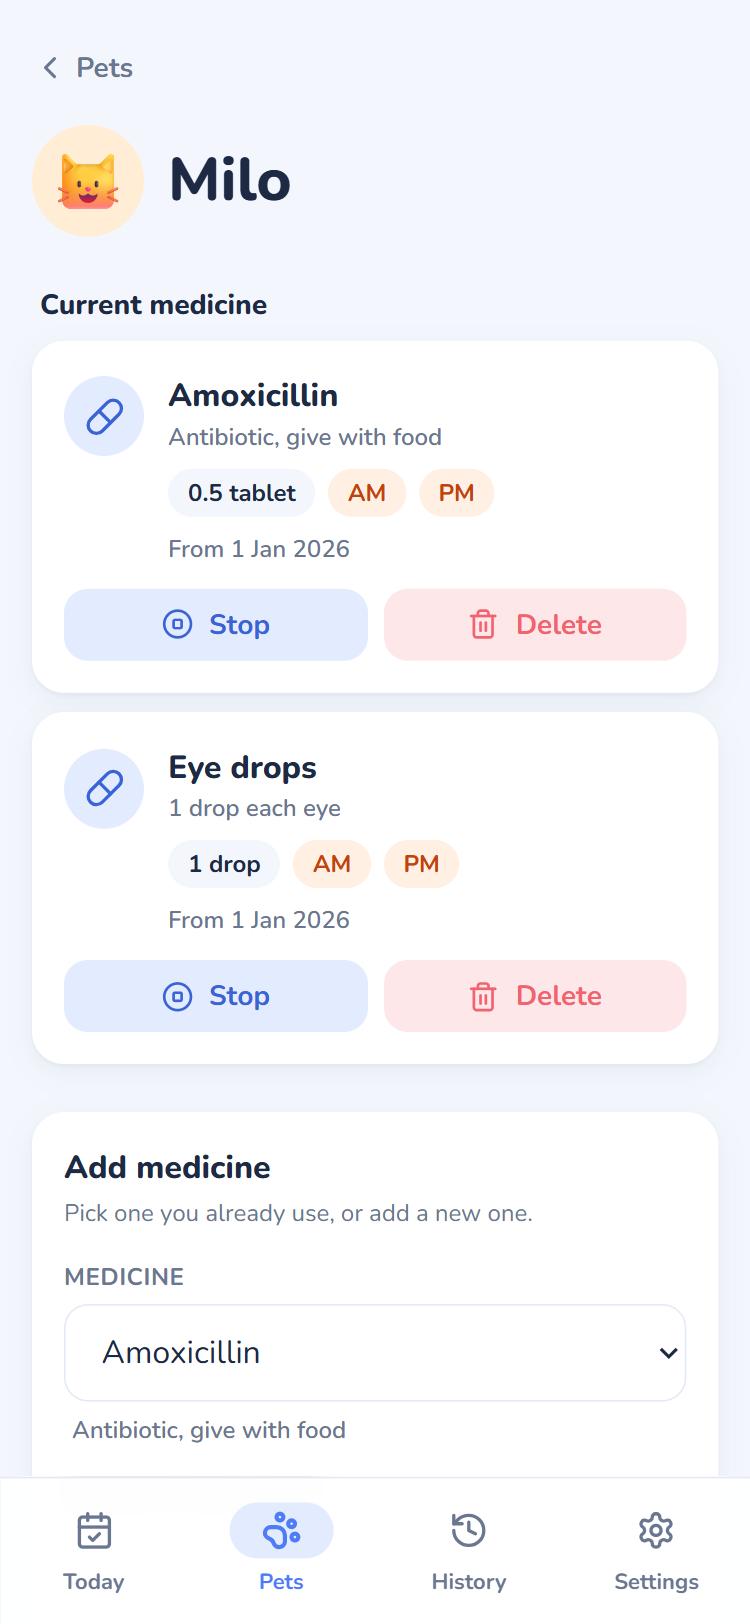 Pets
Milo
Current medicine
Amoxicillin
Antibiotic, give with food
0.5 tablet AM PM
From 1 Jan 2026
Stop Delete
Eye drops
1 drop each eye
1 drop AM PM
From 1 Jan 2026
Stop Delete
Add medicine
Pick one you already use, or add a new one.
MEDICINE
Amoxicillin
Antibiotic, give with food
Today Pets History Settings